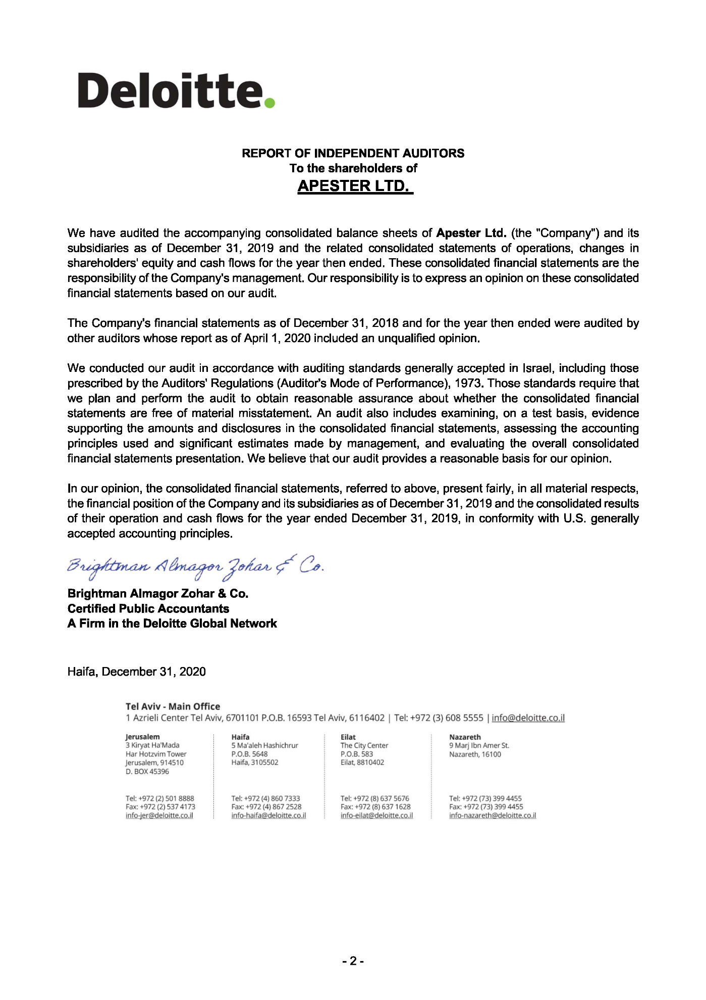 Deloitte.
REPORT OF INDEPENDENT AUDITORS
To the shareholders of
APESTER LTD.
We have audited the accompanying consolidated balance sheets of Apester Ltd. (the "Company") and its
subsidiaries as of December 31, 2019 and the related consolidated statements of operations, changes in
shareholders' equity and cash flows for the year then ended. These consolidated financial statements are the
responsibility of the Company's management. Our responsibility is to express an opinion on these consolidated
financial statements based on our audit.
The Company's financial statements as of December 31, 2018 and for the year then ended were audited by
other auditors whose report as of April 1, 2020 included an unqualified opinion.
We conducted our audit in accordance with auditing standards generally accepted in Israel, including those
prescribed by the Auditors' Regulations (Auditor's Mode of Performance), 1973. Those standards require that
we plan and perform the audit to obtain reasonable assurance about whether the consolidated financial
statements are free of material misstatement. An audit also includes examining, on a test basis, evidence
supporting the amounts and disclosures in the consolidated financial statements, assessing the accounting
principles used and significant estimates made by management, and evaluating the overall consolidated
financial statements presentation. We believe that our audit provides a reasonable basis for our opinion.
In our opinion, the consolidated financial statements, referred to above, present fairly, in all material respects,
the financial position of the Company and its subsidiaries as of December 31, 2019 and the consolidated results
of their operation and cash flows for the year ended December 31, 2019, in conformity with U.S. generally
accepted accounting principles.
Brightman Almagor Zohar & Co.
Brightman Almagor Zohar & Co.
Certified Public Accountants
A Firm in the Deloitte Global Network
Haifa, December 31, 2020
Tel Aviv - Main Office
1 Azrieli Center Tel Aviv, 6701101 P.O.B. 16593 Tel Aviv, 6116402 | Tel: +972 (3) 608 5555 | info@deloitte.co.il
Jerusalem
3 Kiryat Ha'Mada
Har Hotzvim Tower
Jerusalem, 914510
D. BOX 45396
Tel: +972 (2) 501 8888
Fax: +972 (2) 537 4173
info-jer@deloitte.co.il
Haifa
5 Ma'aleh Hashichrur
P.O.B. 5648
Haifa, 3105502
Tel: +972 (4) 860 7333
Fax: +972 (4) 867 2528
info-haifa@deloitte.co.il
Eilat
The City Center
P.O.B. 583
Eilat, 8810402
Tel: +972 (8) 637 5676
Fax: +972 (8) 637 1628
info-eilat@deloitte.co.il
Nazareth
9 Marj Ibn Amer St.
Nazareth, 16100
Tel: +972 (73) 399 4455
Fax: +972 (73) 399 4455
info-nazareth@deloitte.co.il
- 2 -